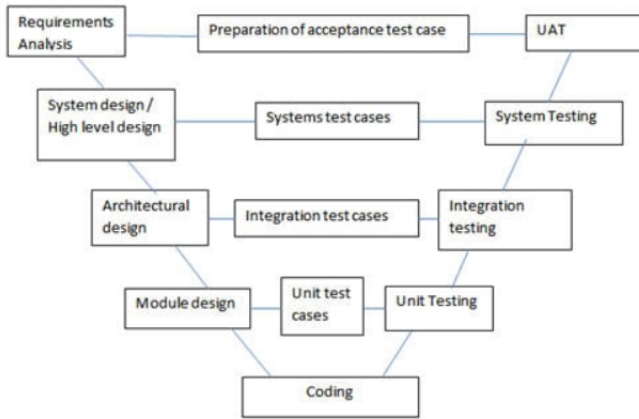 Requirements
Analysis
Preparation of acceptance test case
UAT
System design /
High level design
Systems test cases
System Testing
Architectural
design
Integration test cases
Integration
testing
Module design
Unit test
cases
Unit Testing
Coding